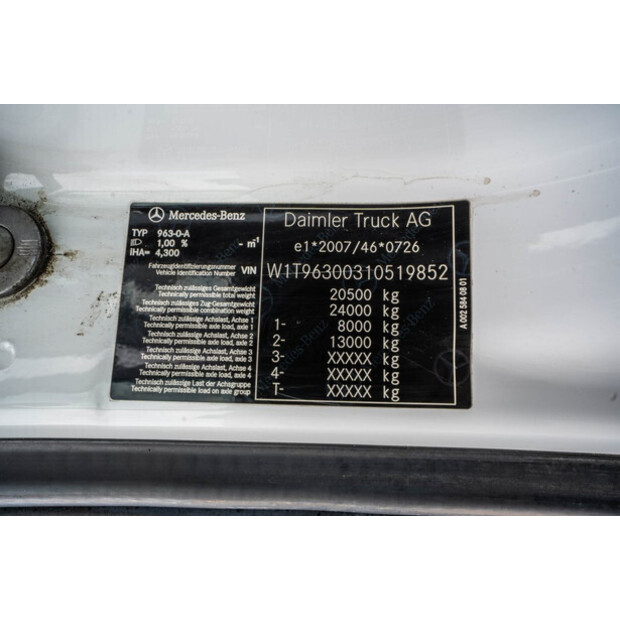 Mercedes-Benz
TYP 963-0-A
1,00 % - m-1
iHA= 4,300
Fahrzeugidentifizierungsnummer
Vehicle Identification Number VIN
Daimler Truck AG
e1*2007/46*0726
W1T96300310519852
Technisch zulässiges Gesamtgewicht
Technically permissible total weight 20500 kg
Technisch zulässiges Zug-Gesamtgewicht
Technically permissible combination weight 24000 kg
Technisch zulässige Achslast, Achse 1
Technically permissible axle load, axle 1 1- 8000 kg
Technisch zulässige Achslast, Achse 2
Technically permissible axle load, axle 2 2- 13000 kg
Technisch zulässige Achslast, Achse 3
Technically permissible axle load, axle 3 3- XXXXX kg
Technisch zulässige Achslast, Achse 4
Technically permissible axle load, axle 4 4- XXXXX kg
Technisch zulässige Last der Achsgruppe
Technically permissible load on axle group T- XXXXX kg
A 002 584 08 01